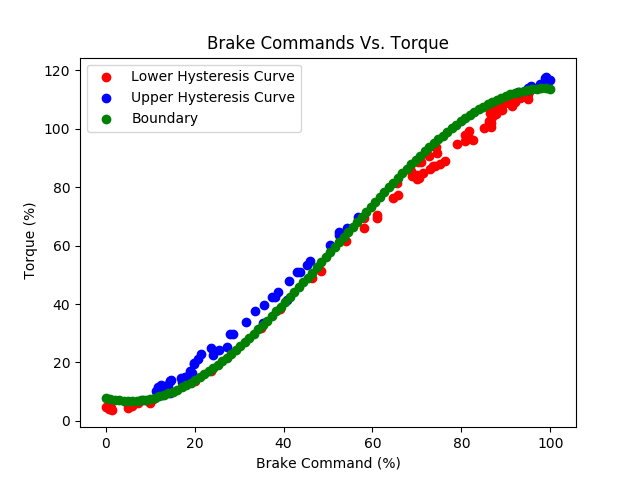 Brake Commands Vs. Torque
Lower Hysteresis Curve
Upper Hysteresis Curve
Boundary
120
100
80
60
40
20
0
Torque (%)
0 20 40 60 80 100
Brake Command (%)